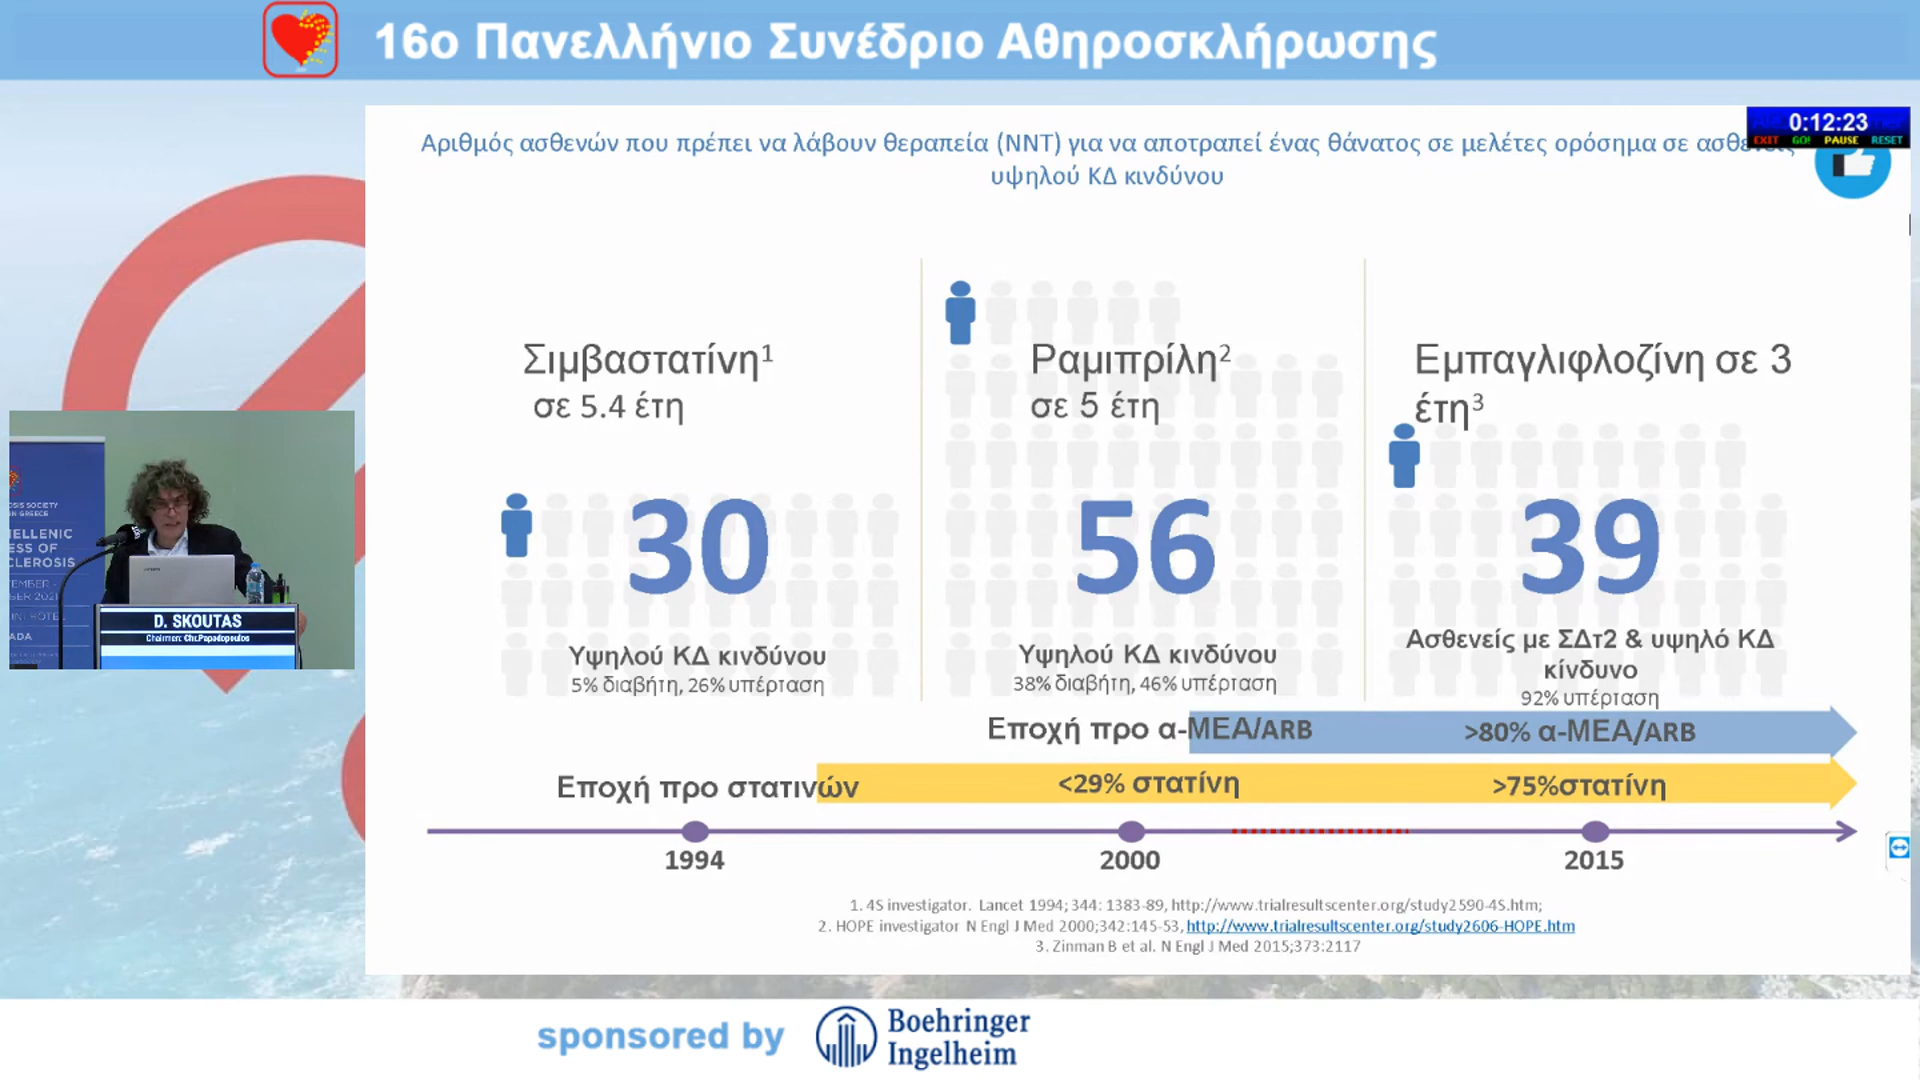 16ο Πανελλήνιο Συνέδριο Αθηροσκλήρωσης
0:12:23
EXIT GO! PAUSE RESET
Αριθμός ασθενών που πρέπει να λάβουν θεραπεία (NNT) για να αποτραπεί ένας θάνατος σε μελέτες ορόσημα σε ασθενείς
υψηλού ΚΔ κινδύνου
Σιμβαστατίνη1
σε 5.4 έτη
30
Υψηλού ΚΔ κινδύνου
5% διαβήτη, 26% υπέρταση
Ραμιπρίλη2
σε 5 έτη
56
Υψηλού ΚΔ κινδύνου
38% διαβήτη, 46% υπέρταση
Εμπαγλιφλοζίνη σε 3
έτη3
39
Ασθενείς με ΣΔτ2 & υψηλό ΚΔ
κίνδυνο
92% υπέρταση
Εποχή προ α-ΜΕΑ/ARB
>80% α-ΜΕΑ/ARB
Εποχή προ στατινών
<29% στατίνη
>75%στατίνη
1994
2000
2015
1. 4S investigator. Lancet 1994; 344: 1383-89, http://www.trialresultscenter.org/study2590-4S.htm;
2. HOPE investigator N Engl J Med 2000;342:145-53, http://www.trialresultscenter.org/study2606-HOPE.htm
3. Zinman B et al. N Engl J Med 2015;373:2117
D. SKOUTAS
Chairmen: Chr.Papadopoulos
sponsored by
Boehringer
Ingelheim